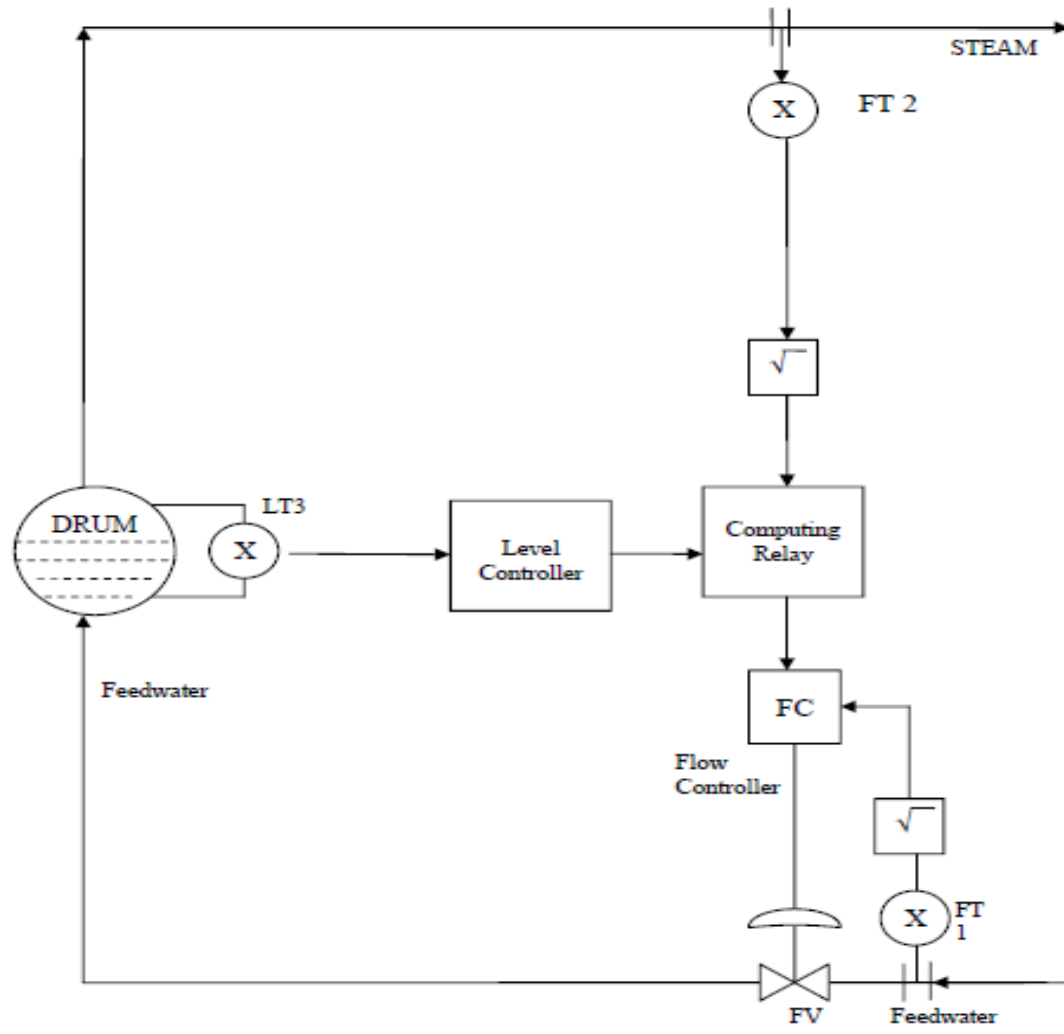 STEAM
X
FT 2
√
LT3
DRUM
X
Level
Controller
Computing
Relay
Feedwater
FC
Flow
Controller
√
X
FT
1
FV
Feedwater